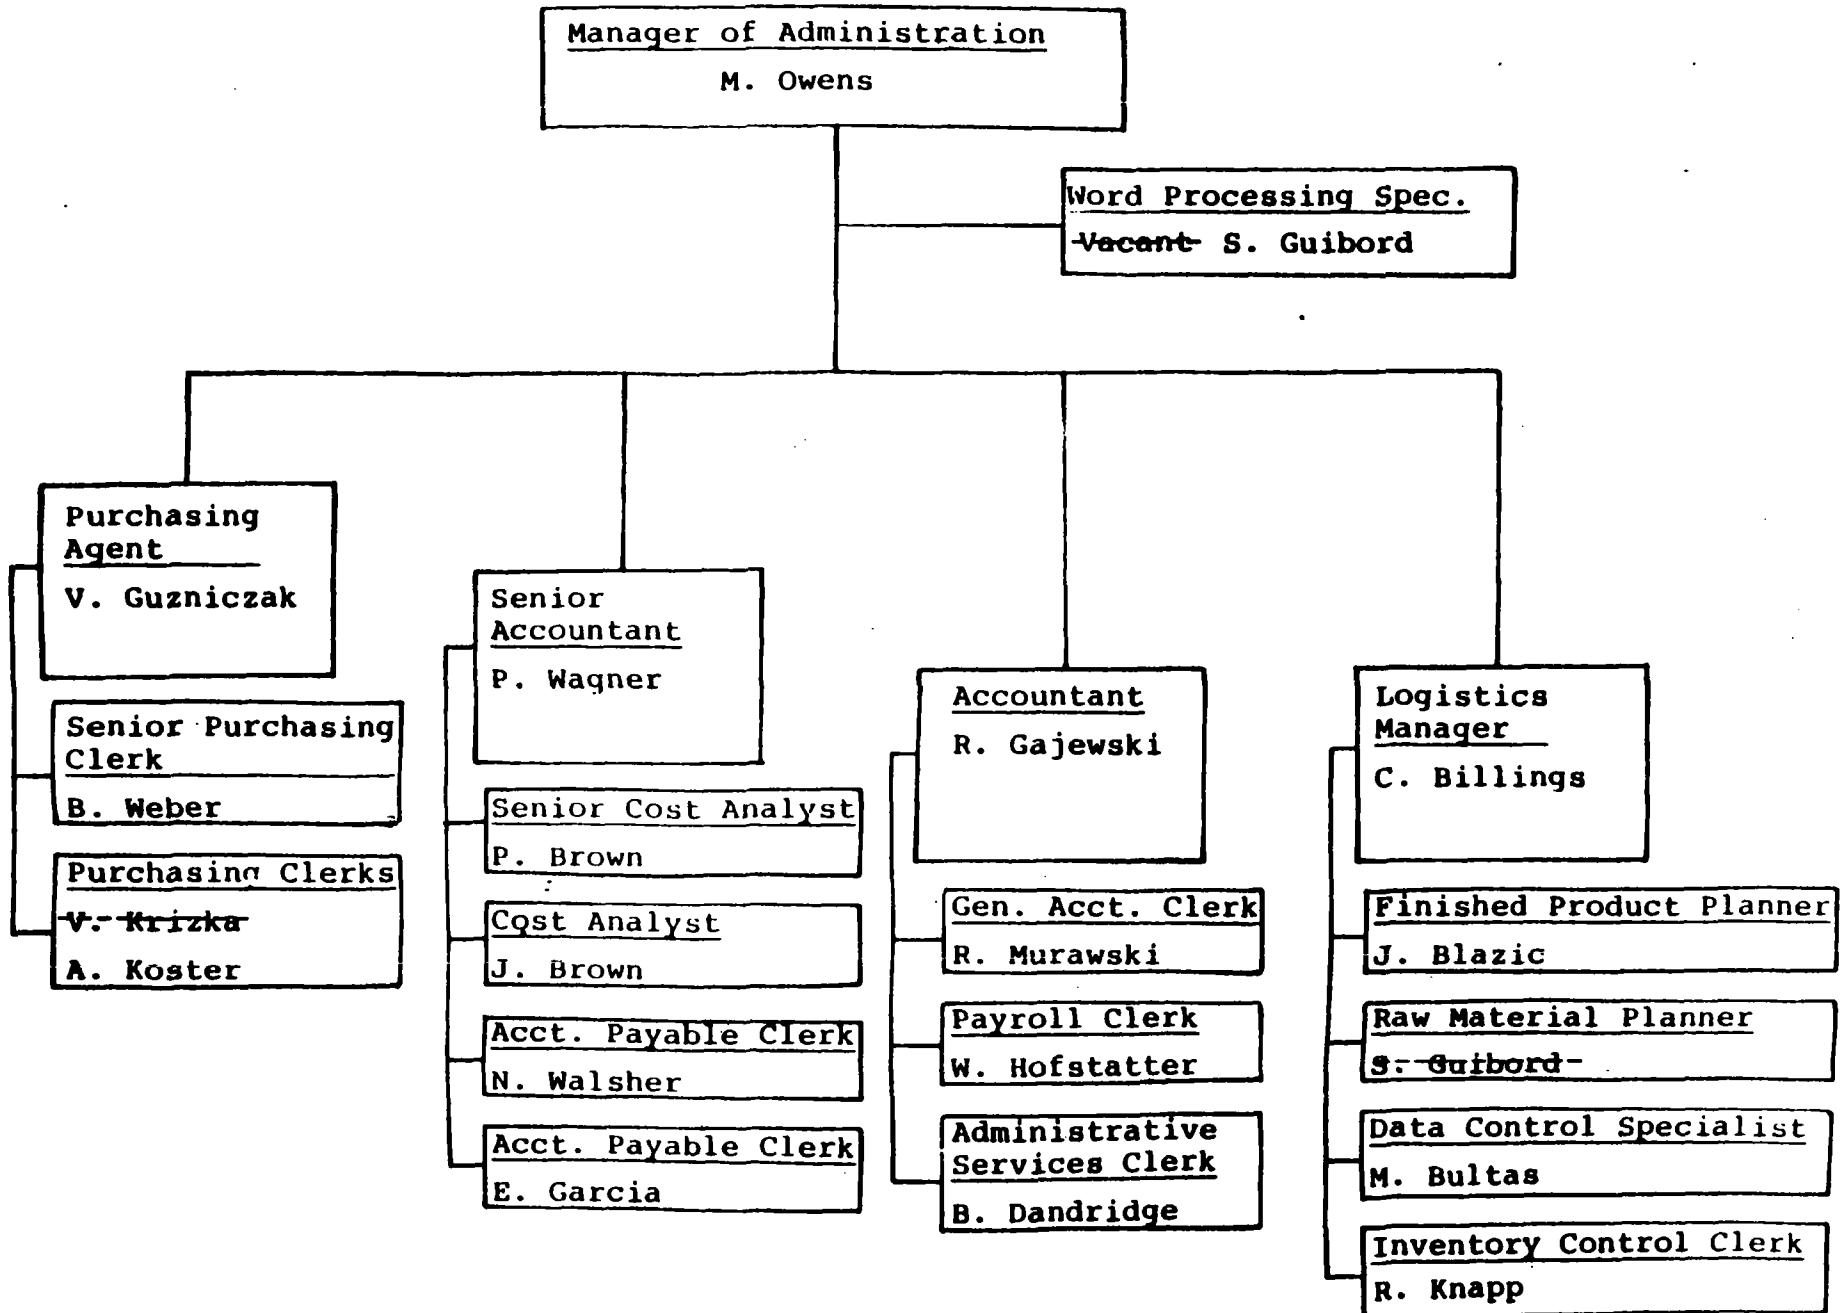 Manager of Administration
M. Owens
Word Processing Spec.
Vacant S. Guibord
Purchasing
Agent
V. Guzniczak
Senior Purchasing
Clerk
B. Weber
Purchasing Clerks
V. Krizka
A. Koster
Senior
Accountant
P. Wagner
Senior Cost Analyst
P. Brown
Cost Analyst
J. Brown
Acct. Payable Clerk
N. Walsher
Acct. Payable Clerk
E. Garcia
Accountant
R. Gajewski
Gen. Acct. Clerk
R. Murawski
Payroll Clerk
W. Hofstatter
Administrative
Services Clerk
B. Dandridge
Logistics
Manager
C. Billings
Finished Product Planner
J. Blazic
Raw Material Planner
S. Guibord
Data Control Specialist
M. Bultas
Inventory Control Clerk
R. Knapp